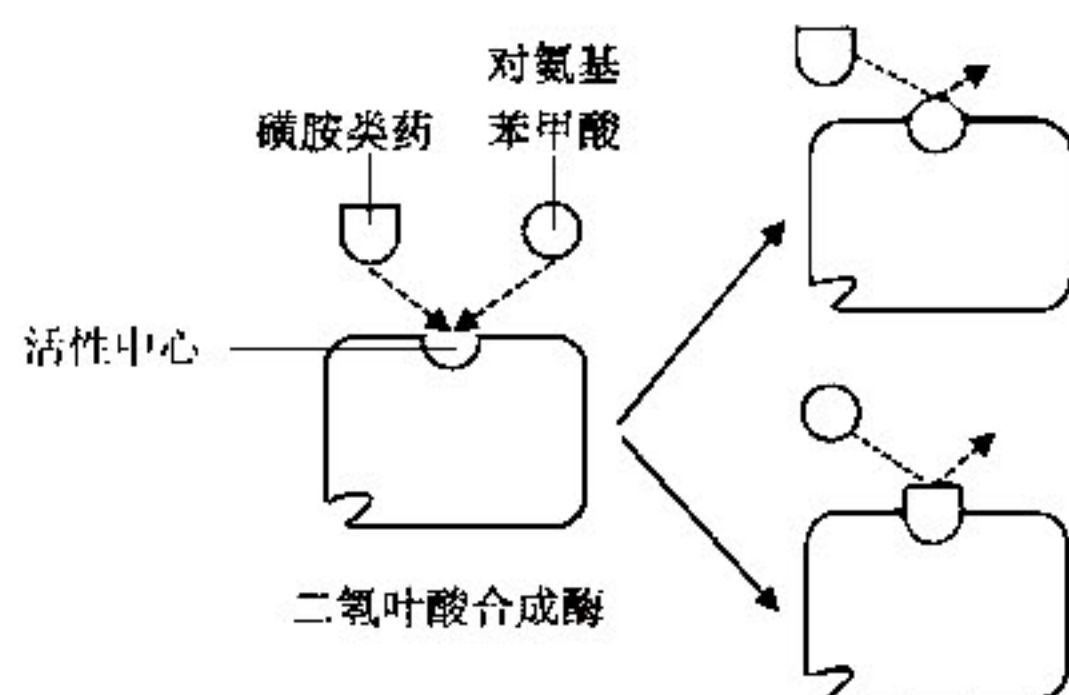 对氨基
苯甲酸
磺胺类药
活性中心
二氢叶酸合成酶